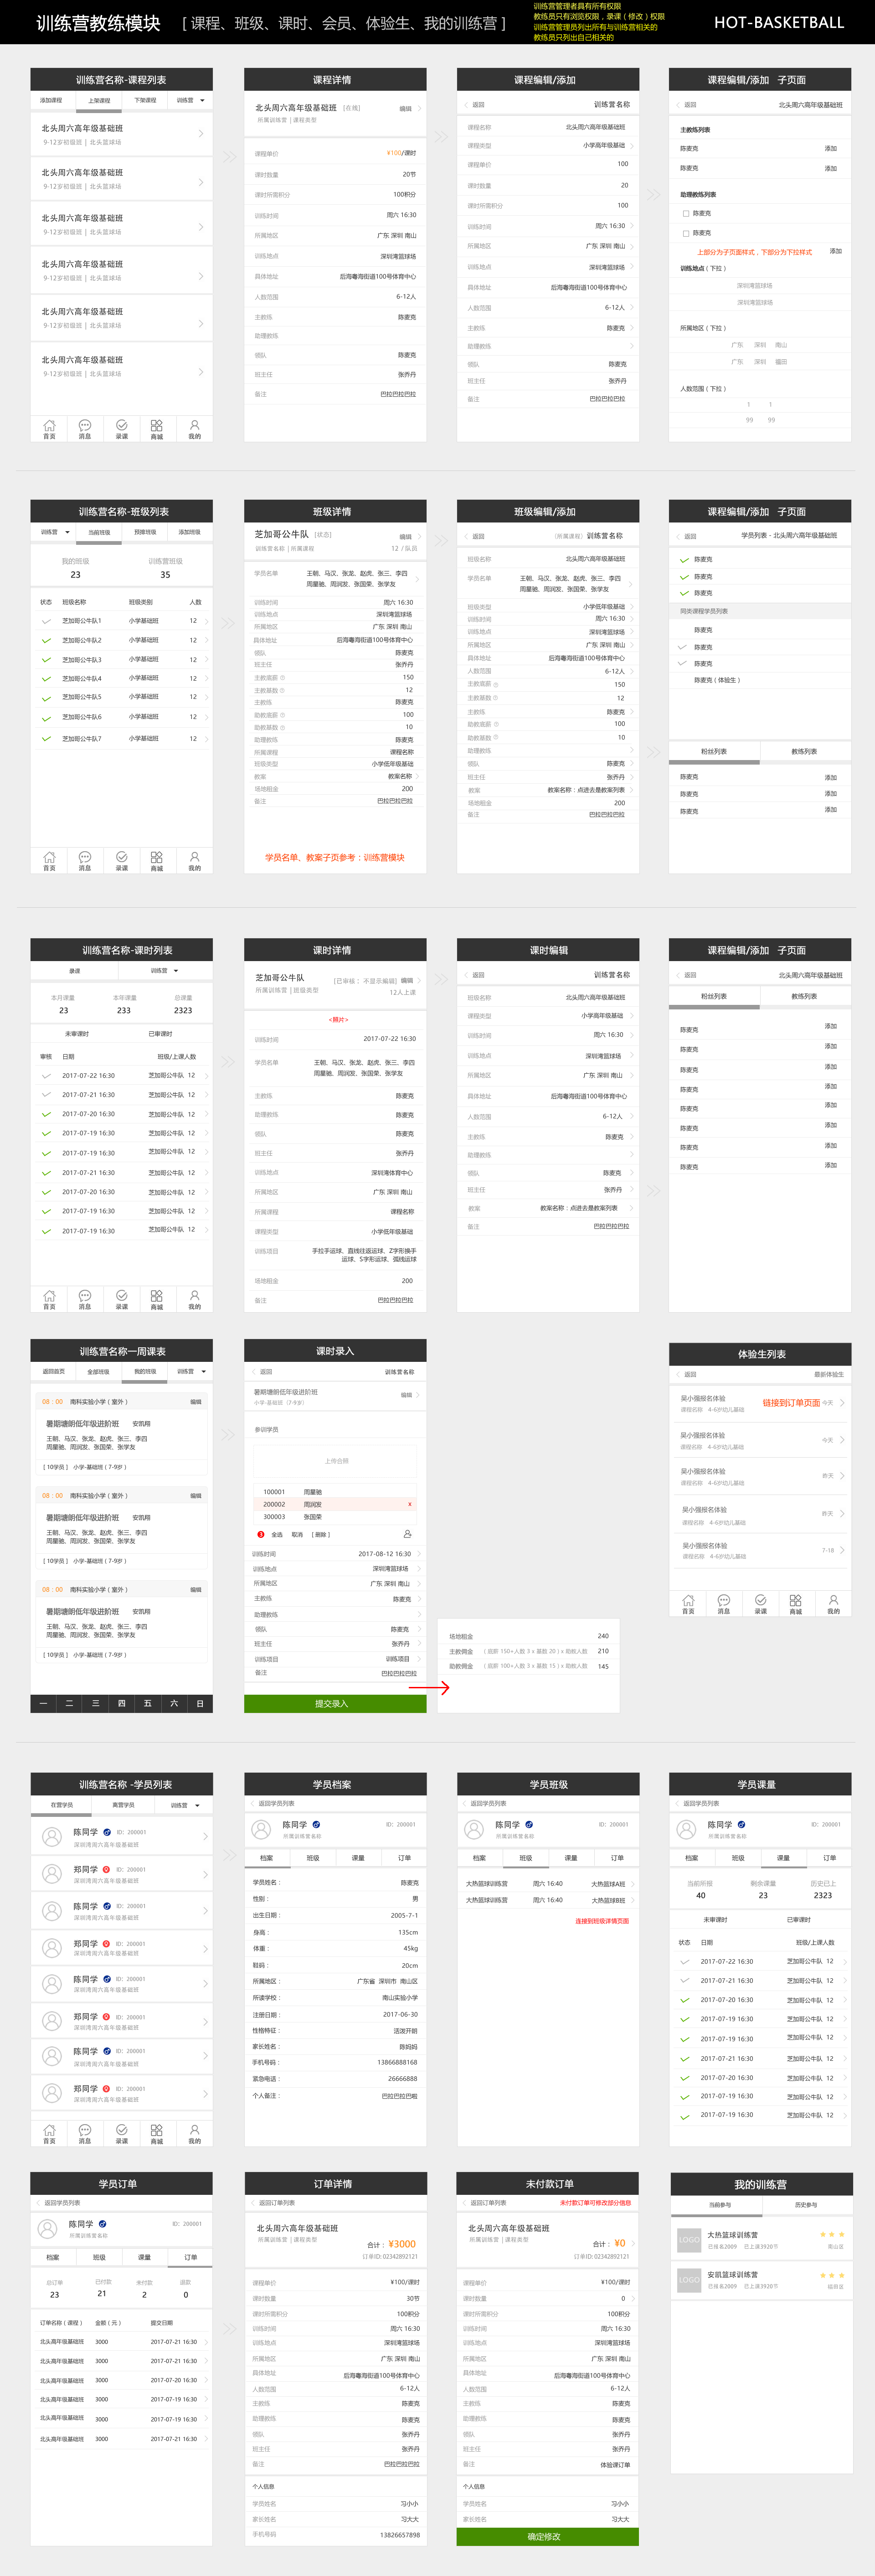 训练营教练模块 [ 课程、班级、课时、会员、体验生、我的训练营 ]
训练营管理者具有所有权限
教练员只有浏览权限，录课（修改）权限
训练营管理员列出所有与训练营相关的
教练员只列出自己相关的
HOT-BASKETBALL
训练营名称-课程列表
添加课程 上架课程 下架课程 训练营
北头周六高年级基础班
9-12岁初级班 | 北头篮球场
北头周六高年级基础班
9-12岁初级班 | 北头篮球场
北头周六高年级基础班
9-12岁初级班 | 北头篮球场
北头周六高年级基础班
9-12岁初级班 | 北头篮球场
北头周六高年级基础班
9-12岁初级班 | 北头篮球场
北头周六高年级基础班
9-12岁初级班 | 北头篮球场
首页 消息 录课 商城 我的
课程详情
北头周六高年级基础班 [在线] 编辑
所属训练营 | 课程类型
课程单价 ¥100/课时
课时数量 20节
课时所需积分 100积分
训练时间 周六 16:30
所属地区 广东 深圳 南山
训练地点 深圳湾篮球场
具体地址 后海毒海街道100号体育中心
人数范围 6-12人
主教练 陈麦克
助理教练
领队 陈麦克
班主任 张乔丹
备注 巴拉巴拉巴拉
课程编辑/添加
返回 训练营名称
课程名称 北头周六高年级基础班
课程类型 小学高年级基础
课程单价 100
课时数量 20
课时所需积分 100
训练时间 周六 16:30
所属地区 广东 深圳 南山
训练地点 深圳湾篮球场
具体地址 后海毒海街道100号体育中心
人数范围 6-12人
主教练 陈麦克
助理教练
领队 陈麦克
班主任 张乔丹
备注 巴拉巴拉巴拉
课程编辑/添加 子页面
返回 北头周六高年级基础班
主教练列表
陈麦克 添加
陈麦克 添加
助理教练列表
陈麦克
陈麦克
上部分为子页面样式，下部分为下拉样式 添加
训练地点（下拉）
深圳湾篮球场
深圳湾篮球场
所属地区（下拉）
广东 深圳 南山
广东 深圳 福田
人数范围（下拉）
1 1
99 99
训练营名称-班级列表
训练营 当前班级 预排班级 添加班级
我的班级 训练营班级
23 35
状态 班级名称 班级类别 人数
芝加哥公牛队1 小学基础班 12
芝加哥公牛队2 小学基础班 12
芝加哥公牛队3 小学基础班 12
芝加哥公牛队4 小学基础班 12
芝加哥公牛队5 小学基础班 12
芝加哥公牛队6 小学基础班 12
芝加哥公牛队7 小学基础班 12
首页 消息 录课 商城 我的
班级详情
芝加哥公牛队 [状态] 编辑
训练营名称 | 所属课程 12 / 队员
学员名单 王朝、马汉、张龙、赵虎、张三、李四
周星驰、周润发、张国荣、张学友
训练时间 周六 16:30
训练地点 深圳湾篮球场
所属地区 广东 深圳 南山
具体地址 后海毒海街道100号体育中心
领队 陈麦克
班主任 张乔丹
主教底薪 150
主教基数 12
主教练 陈麦克
助教底薪 100
助教基数 10
助理教练 陈麦克
所属课程 课程名称
班级类型 小学低年级基础
教案 教案名称
场地租金 200
备注 巴拉巴拉巴拉
学员名单、教案子页参考：训练营模块
班级编辑/添加
返回 （所属课程） 训练营名称
班级名称 北头周六高年级基础班
学员名单 王朝、马汉、张龙、赵虎、张三、李四
周星驰、周润发、张国荣、张学友
班级类型 小学低年级基础
训练时间 周六 16:30
训练地点 深圳湾篮球场
所属地区 广东 深圳 南山
具体地址 后海毒海街道100号体育中心
人数范围 6-12人
主教底薪 150
主教基数 12
主教练 陈麦克
助教底薪 100
助教基数 10
助理教练
领队 陈麦克
班主任 张乔丹
教案 教案名称：点进去是教案列表
场地租金 200
备注 巴拉巴拉巴拉
课程编辑/添加 子页面
返回 学员列表 - 北头周六高年级基础班
陈麦克
陈麦克
陈麦克
同类课程学员列表
陈麦克
陈麦克
陈麦克
陈麦克（体验生）
粉丝列表 教练列表
陈麦克 添加
陈麦克 添加
陈麦克 添加
训练营名称-课时列表
录课 训练营
本月课量 本年课量 总课量
23 233 2323
未审课时 已审课时
审核 日期 班级/上课人数
2017-07-22 16:30 芝加哥公牛队 12
2017-07-21 16:30 芝加哥公牛队 12
2017-07-20 16:30 芝加哥公牛队 12
2017-07-19 16:30 芝加哥公牛队 12
2017-07-19 16:30 芝加哥公牛队 12
2017-07-21 16:30 芝加哥公牛队 12
2017-07-20 16:30 芝加哥公牛队 12
2017-07-19 16:30 芝加哥公牛队 12
2017-07-19 16:30 芝加哥公牛队 12
首页 消息 录课 商城 我的
课时详情
芝加哥公牛队 [已审核； 不显示编辑] 编辑
所属训练营 | 班级类型 12人上课
<照片>
训练时间 2017-07-22 16:30
学员名单 王朝、马汉、张龙、赵虎、张三、李四
周星驰、周润发、张国荣、张学友
主教练 陈麦克
助理教练 陈麦克
领队 陈麦克
班主任 张乔丹
训练地点 深圳湾体育中心
所属地区 广东 深圳 南山
所属课程 课程名称
课程类型 小学低年级基础
训练项目 手拉手运球、直线往返运球、Z字形换手
运球、S字形运球、弧线运球
场地租金 200
备注 巴拉巴拉巴拉
课时编辑
返回 训练营名称
班级名称 北头周六高年级基础班
课程类型 小学高年级基础
训练时间 周六 16:30
训练地点 深圳湾篮球场
所属地区 广东 深圳 南山
具体地址 后海毒海街道100号体育中心
人数范围 6-12人
主教练 陈麦克
助理教练
领队 陈麦克
班主任 张乔丹
教案 教案名称：点进去是教案列表
备注 巴拉巴拉巴拉
课程编辑/添加 子页面
返回 北头周六高年级基础班
粉丝列表 教练列表
陈麦克 添加
陈麦克 添加
陈麦克 添加
陈麦克 添加
陈麦克 添加
陈麦克 添加
陈麦克 添加
陈麦克 添加
训练营名称一周课表
返回首页 全部班级 我的班级 训练营
08：00 南科实验小学（室外） 编辑
暑期塘朗低年级进阶班 安凯翔
王朝、马汉、张龙、赵虎、张三、李四
周星驰、周润发、张国荣、张学友
[ 10学员 ] 小学-基础班（7-9岁）
08：00 南科实验小学（室外） 编辑
暑期塘朗低年级进阶班 安凯翔
王朝、马汉、张龙、赵虎、张三、李四
周星驰、周润发、张国荣、张学友
[ 10学员 ] 小学-基础班（7-9岁）
08：00 南科实验小学（室外） 编辑
暑期塘朗低年级进阶班 安凯翔
王朝、马汉、张龙、赵虎、张三、李四
周星驰、周润发、张国荣、张学友
[ 10学员 ] 小学-基础班（7-9岁）
一 二 三 四 五 六 日
课时录入
返回 训练营名称
暑期塘朗低年级进阶班 编辑
小学-基础班（7-9岁）
参训学员
上传合照
100001 周星驰
200002 周润发 x
300003 张国荣
3 全选 取消 [ 删除 ]
训练时间 2017-08-12 16:30
训练地点 深圳湾篮球场
所属地区 广东 深圳 南山
主教练 陈麦克
助理教练
领队 陈麦克
班主任 张乔丹
训练项目 训练项目
备注 巴拉巴拉巴拉
提交录入
场地租金 240
主教佣金 （ 底薪 150+人数 3 x 基数 20 ）x 助教人数 210
助教佣金 （ 底薪 100+人数 3 x 基数 15 ）x 助教人数 145
体验生列表
返回 最新体验生
吴小强报名体验 链接到订单页面 今天
课程名称 4-6岁幼儿基础
吴小强报名体验 今天
课程名称 4-6岁幼儿基础
吴小强报名体验 昨天
课程名称 4-6岁幼儿基础
吴小强报名体验 昨天
课程名称 4-6岁幼儿基础
吴小强报名体验 7-18
课程名称 4-6岁幼儿基础
首页 消息 录课 商城 我的
训练营名称 -学员列表
在营学员 离营学员 训练营
陈同学 ID：200001
深圳湾周六高年级基础班
郑同学 ID：200001
深圳湾周六高年级基础班
陈同学 ID：200001
深圳湾周六高年级基础班
郑同学 ID：200001
深圳湾周六高年级基础班
陈同学 ID：200001
深圳湾周六高年级基础班
郑同学 ID：200001
深圳湾周六高年级基础班
陈同学 ID：200001
深圳湾周六高年级基础班
郑同学 ID：200001
深圳湾周六高年级基础班
首页 消息 录课 商城 我的
学员档案
返回学员列表
陈同学 ID：200001
所属训练营名称
档案 班级 课量 订单
学员姓名： 陈麦克
性别： 男
出生日期： 2005-7-1
身高： 135cm
体重： 45kg
鞋码： 20cm
所属地区： 广东省 深圳市 南山区
所读学校： 南山实验小学
注册日期： 2017-06-30
性格特征： 活泼开朗
家长姓名： 陈妈妈
手机号码： 13866888168
紧急电话： 26666888
个人备注： 巴拉巴拉巴啦
学员班级
返回学员列表
陈同学 ID：200001
所属训练营名称
档案 班级 课量 订单
大热篮球训练营 周六 16:40 大热篮球A班
大热篮球训练营 周六 16:40 大热篮球B班
连接到班级详情页面
学员课量
返回学员列表
陈同学 ID：200001
所属训练营名称
档案 班级 课量 订单
当前所报 剩余课量 历史已上
40 23 2323
未审课时 已审课时
状态 日期 班级/上课人数
2017-07-22 16:30 芝加哥公牛队 12
2017-07-21 16:30 芝加哥公牛队 12
2017-07-20 16:30 芝加哥公牛队 12
2017-07-19 16:30 芝加哥公牛队 12
2017-07-19 16:30 芝加哥公牛队 12
2017-07-21 16:30 芝加哥公牛队 12
2017-07-20 16:30 芝加哥公牛队 12
2017-07-19 16:30 芝加哥公牛队 12
2017-07-19 16:30 芝加哥公牛队 12
学员订单
返回学员列表
陈同学 ID：200001
所属训练营名称
档案 班级 课量 订单
总订单 已付款 未付款 退款
23 21 2 0
订单名称（课程） 金额（元） 提交日期
北头高年级基础班 3000 2017-07-21 16:30
北头高年级基础班 3000 2017-07-21 16:30
北头高年级基础班 3000 2017-07-20 16:30
北头高年级基础班 3000 2017-07-19 16:30
北头高年级基础班 3000 2017-07-19 16:30
北头高年级基础班 3000 2017-07-21 16:30
订单详情
返回订单列表
北头周六高年级基础班
所属训练营 | 课程类型 合计： ¥3000
订单ID:02342892121
课程单价 ¥100/课时
课时数量 30节
课时所需积分 100积分
训练时间 周六 16:30
训练地点 深圳湾篮球场
所属地区 广东 深圳 南山
具体地址 后海毒海街道100号体育中心
人数范围 6-12人
主教练 陈麦克
助理教练 陈麦克
领队 张乔丹
班主任 张乔丹
备注 巴拉巴拉巴拉
个人信息
学员姓名 习小小
家长姓名 习大大
手机号码 13826657898
未付款订单
返回订单列表 未付款订单可修改部分信息
北头周六高年级基础班
所属训练营 | 课程类型 合计： ¥0
订单ID:02342892121
课程单价 ¥100/课时
课时数量 0
课时所需积分 100积分
训练时间 周六 16:30
训练地点 深圳湾篮球场
所属地区 广东 深圳 南山
具体地址 后海毒海街道100号体育中心
人数范围 6-12人
主教练 陈麦克
助理教练 陈麦克
领队 张乔丹
班主任 张乔丹
备注 体验课订单
个人信息
学员姓名 习小小
家长姓名 习大大
确定修改
我的训练营
当前参与 历史参与
LOGO 大热篮球训练营
已报名2009 已上课3920节 南山区
LOGO 安凯篮球训练营
已报名2009 已上课3920节 福田区